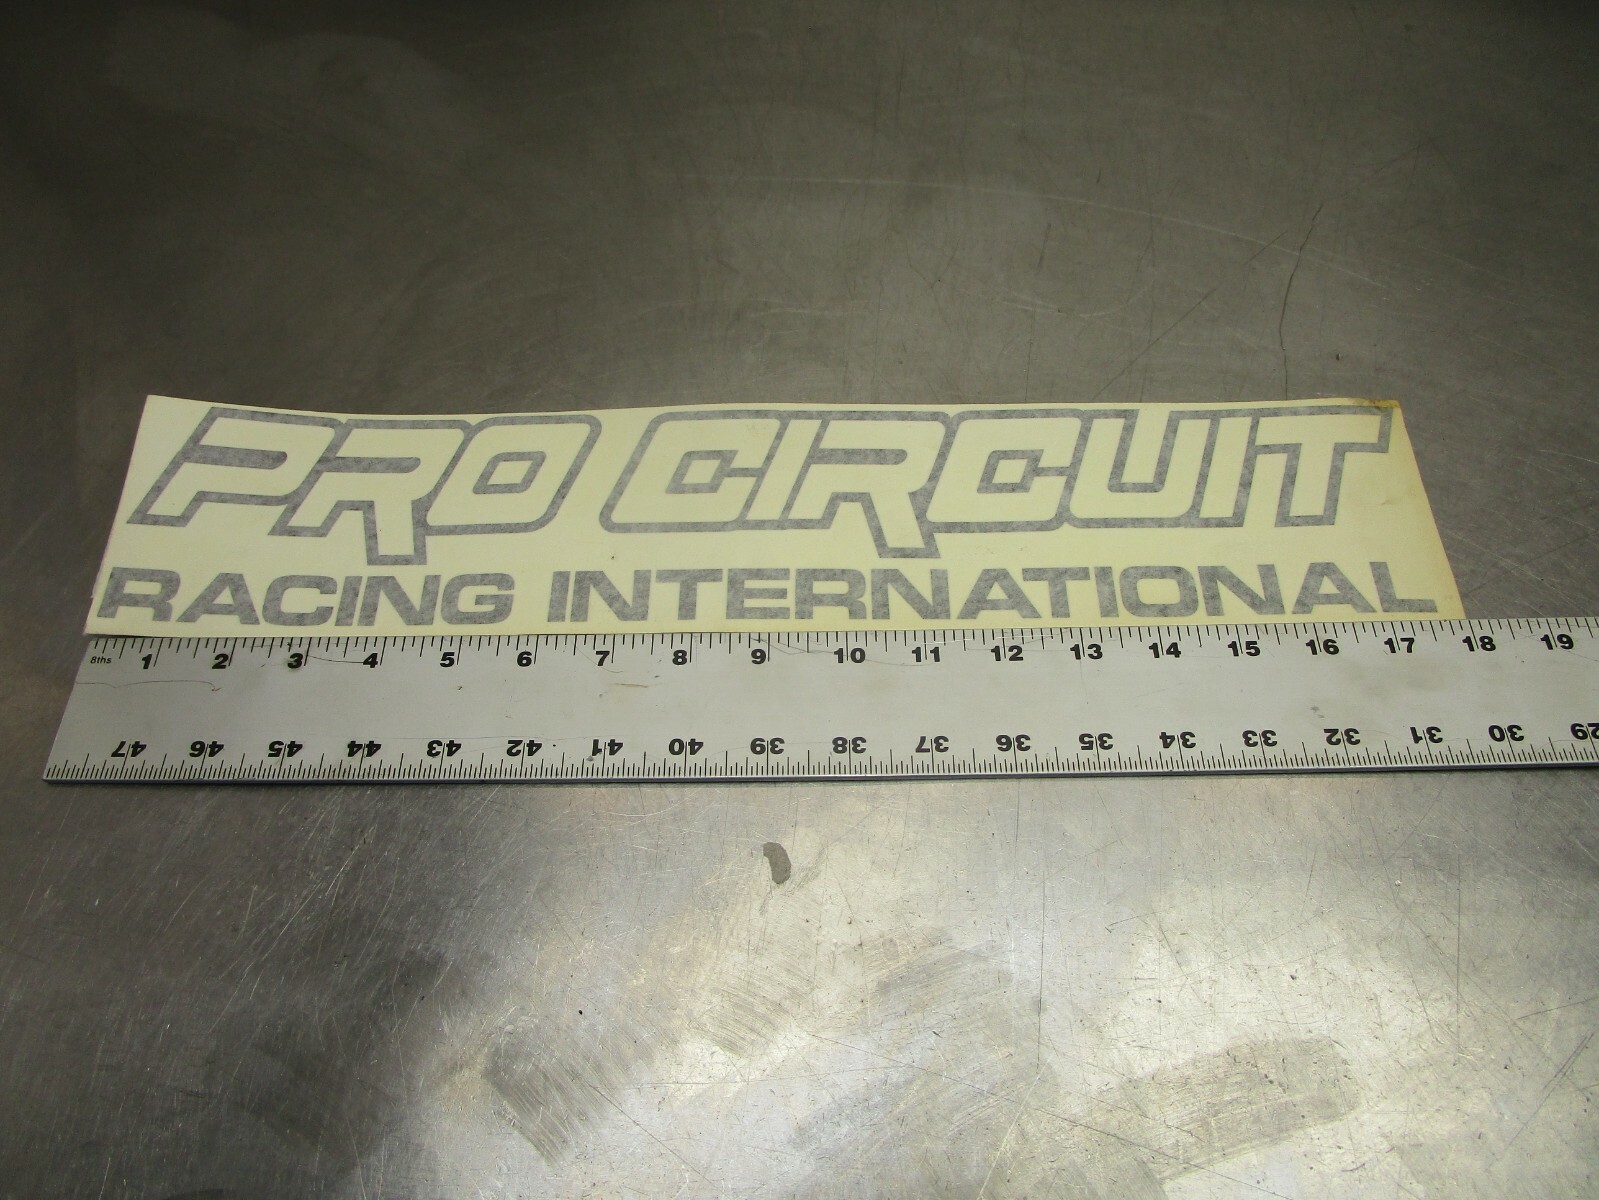 PRO CIRCUIT
RACING INTERNATIONAL
8ths 1 2 3 4 5 6 7 8 9 10 11 12 13 14 15 16 17 18 19
47 46 45 44 43 42 41 40 39 38 37 36 35 34 33 32 31 30 29